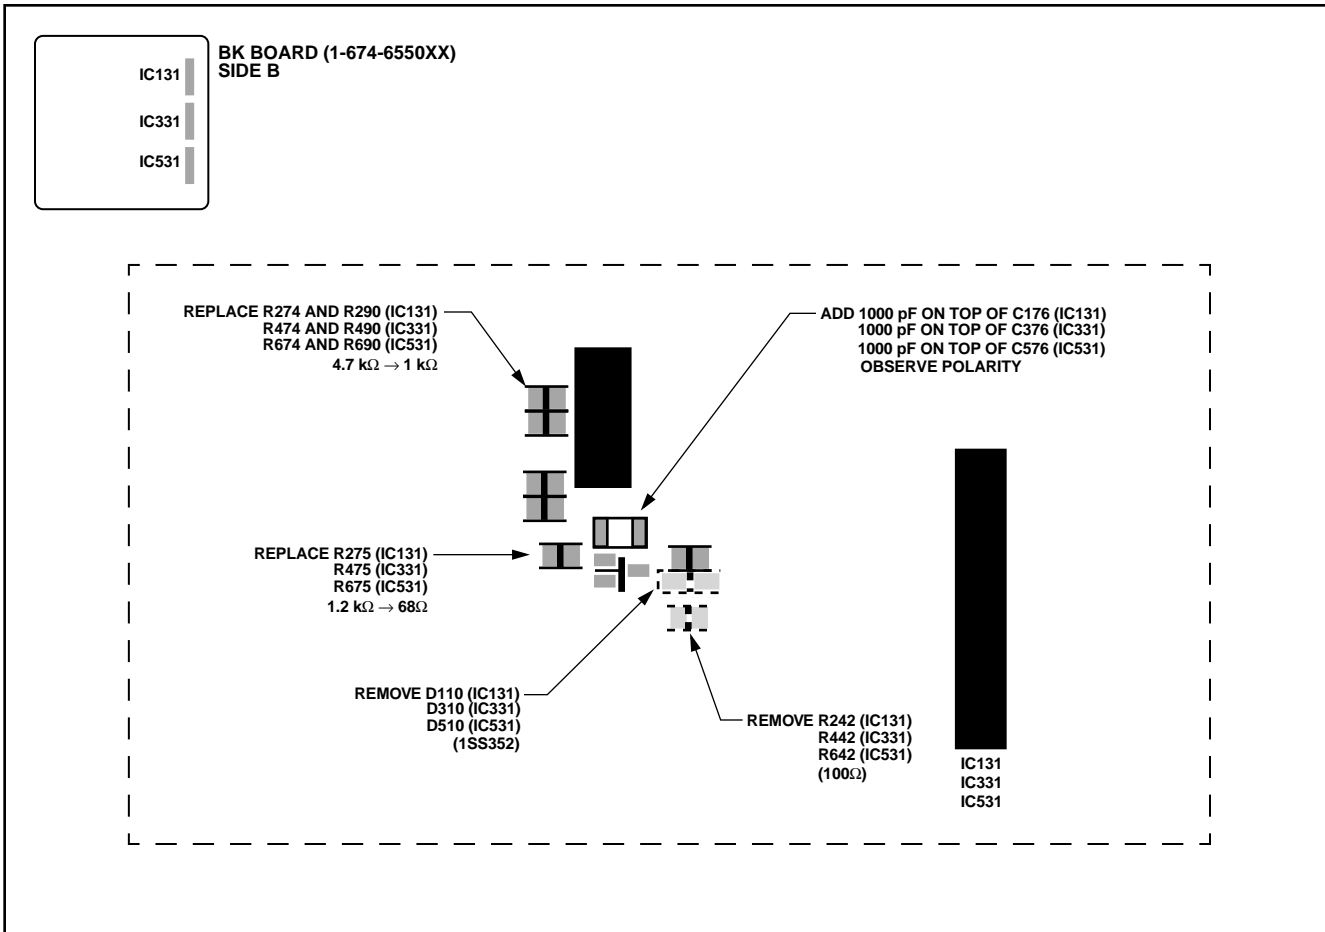 BK BOARD (1-674-6550XX)
SIDE B
IC131
IC331
IC531
REPLACE R274 AND R290 (IC131)
R474 AND R490 (IC331)
R674 AND R690 (IC531)
4.7 kΩ → 1 kΩ
ADD 1000 pF ON TOP OF C176 (IC131)
1000 pF ON TOP OF C376 (IC331)
1000 pF ON TOP OF C576 (IC531)
OBSERVE POLARITY
REPLACE R275 (IC131)
R475 (IC331)
R675 (IC531)
1.2 kΩ → 68Ω
REMOVE D110 (IC131)
D310 (IC331)
D510 (IC531)
(1SS352)
REMOVE R242 (IC131)
R442 (IC331)
R642 (IC531)
(100Ω)
IC131
IC331
IC531